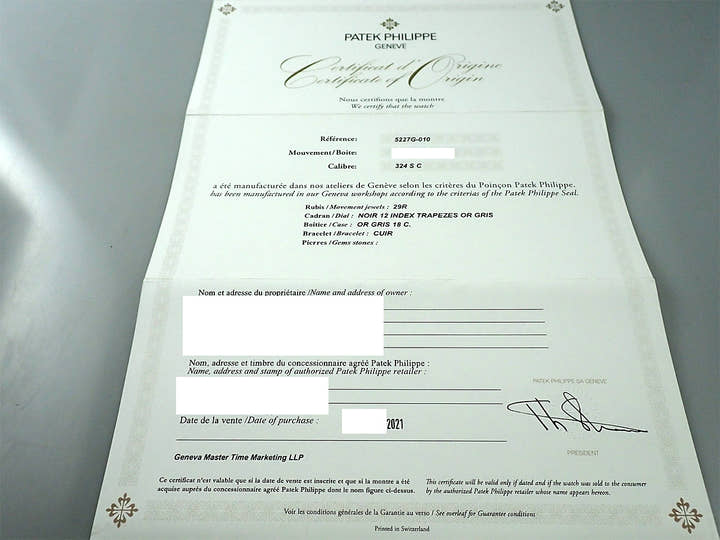 PATEK PHILIPPE
GENEVE
Certificat d'Origine
Certificate of Origin
Nous certifions que la montre
We certify that the watch
Référence: 5227G-010
Mouvement/Boîte:
Calibre: 324 S C
a été manufacturée dans nos ateliers de Genève selon les critères du Poinçon Patek Philippe.
has been manufactured in our Geneva workshops according to the criterias of the Patek Philippe Seal.
Rubis / Movement jewels : 29R
Cadran / Dial : NOIR 12 INDEX TRAPEZES OR GRIS
Boîtier / Case : OR GRIS 18 C.
Bracelet / Bracelet : CUIR
Pierres / Gems stones :
Nom et adresse du propriétaire /Name and address of owner :
Nom, adresse et timbre du concessionnaire agréé Patek Philippe :
Name, address and stamp of authorized Patek Philippe retailer :
PATEK PHILIPPE SA GENEVE
Date de la vente /Date of purchase : 2021
PRESIDENT
Geneva Master Time Marketing LLP
Ce certificat n'est valable que si la date de vente est inscrite et que si la montre a été
acquise auprès du concessionnaire agréé Patek Philippe dont le nom figure ci-dessus.
This certificate will be valid only if dated and if the watch was sold to the consumer
by the authorized Patek Philippe retailer whose name appears hereon.
Voir les conditions générales de la Garantie au verso / See overleaf for Guarantee conditions
Printed in Switzerland